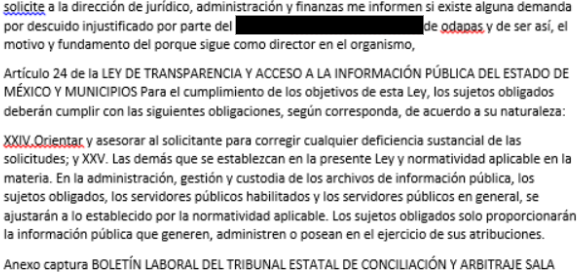 solicite a la dirección de jurídico, administración y finanzas me informen si existe alguna demanda
por descuido injustificado por parte del de odapas y de ser así, el
motivo y fundamento del porque sigue como director en el organismo,
Artículo 24 de la LEY DE TRANSPARENCIA Y ACCESO A LA INFORMACIÓN PÚBLICA DEL ESTADO DE
MÉXICO Y MUNICIPIOS Para el cumplimiento de los objetivos de esta Ley, los sujetos obligados
deberán cumplir con las siguientes obligaciones, según corresponda, de acuerdo a su naturaleza:
XXIV.Orientar y asesorar al solicitante para corregir cualquier deficiencia sustancial de las
solicitudes; y XXV. Las demás que se establezcan en la presente Ley y normatividad aplicable en la
materia. En la administración, gestión y custodia de los archivos de información pública, los
sujetos obligados, los servidores públicos habilitados y los servidores públicos en general, se
ajustarán a lo establecido por la normatividad aplicable. Los sujetos obligados solo proporcionarán
la información pública que generen, administren o posean en el ejercicio de sus atribuciones.
Anexo captura BOLETÍN LABORAL DEL TRIBUNAL ESTATAL DE CONCILIACIÓN Y ARBITRAJE SALA